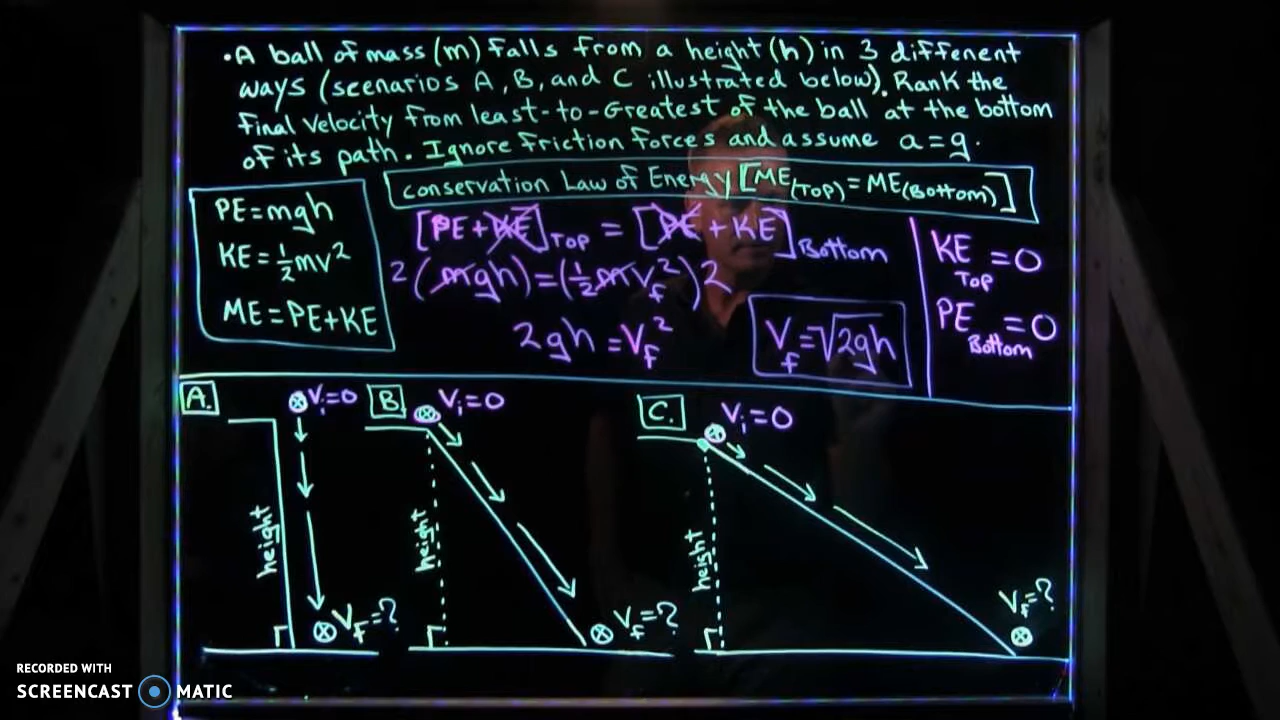 • A ball of mass (m) falls from a height (h) in 3 different
ways (scenarios A, B, and C illustrated below). Rank the
final velocity from least-to-Greatest of the ball at the bottom
of its path. Ignore Friction Forces and assume a=g.
conservation Law of Energy [ME(Top) = ME(Bottom)]
PE=mgh
KE=½mv²
ME=PE+KE
[PE+KE]Top = [PE+KE]Bottom
2(mgh)=(½mVf²)2
2gh=Vf²
Vf=√2gh
KE Top =0
PE Bottom =0
A.
Vi=0
height
Vf=?
B.
Vi=0
height
Vf=?
C.
Vi=0
height
Vf=?
RECORDED WITH
SCREENCAST MATIC